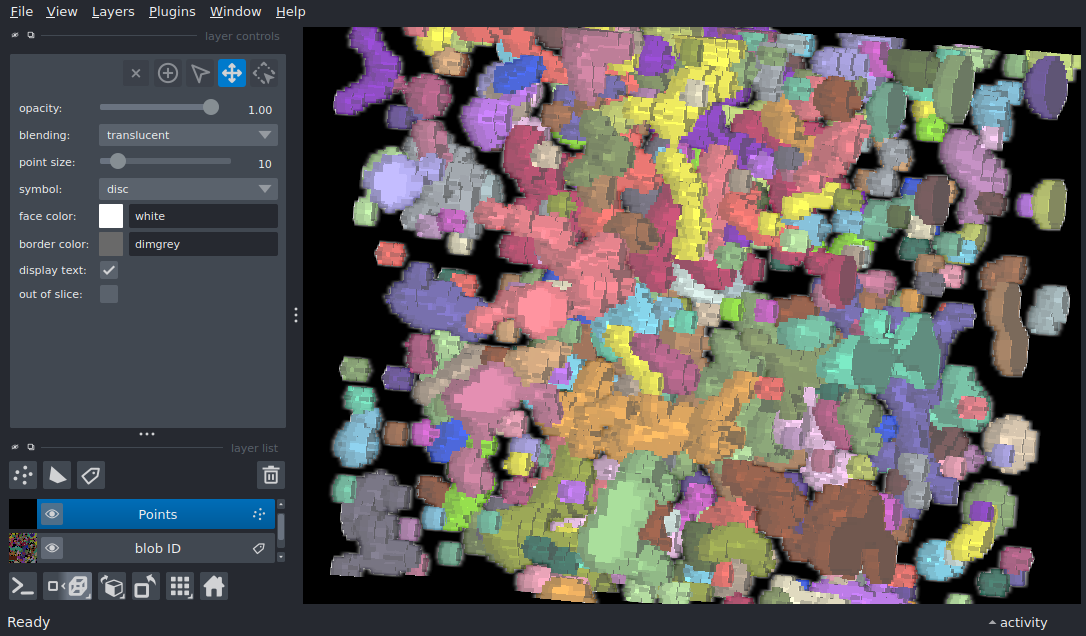 File View Layers Plugins Window Help
layer controls
opacity: 1.00
blending: translucent
point size: 10
symbol: disc
face color: white
border color: dimgrey
display text:
out of slice:
layer list
Points
blob ID
Ready
activity